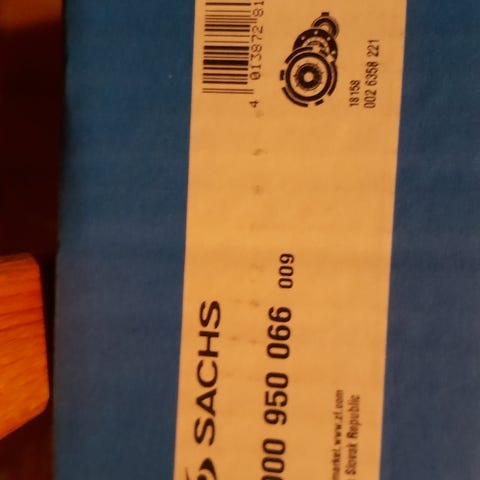 SACHS
000 950 066 009
market.www.zf.com
Slovak Republic
4 013872 81
18158
002 6358 221